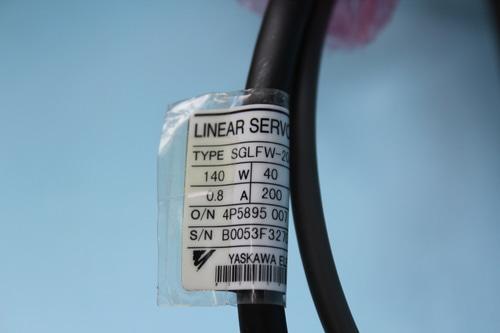 LINEAR SERVO
TYPE SGLFW-20
140 W 40
0.8 A 200
O/N 4P5895 007
S/N B0053F327
YASKAWA EL